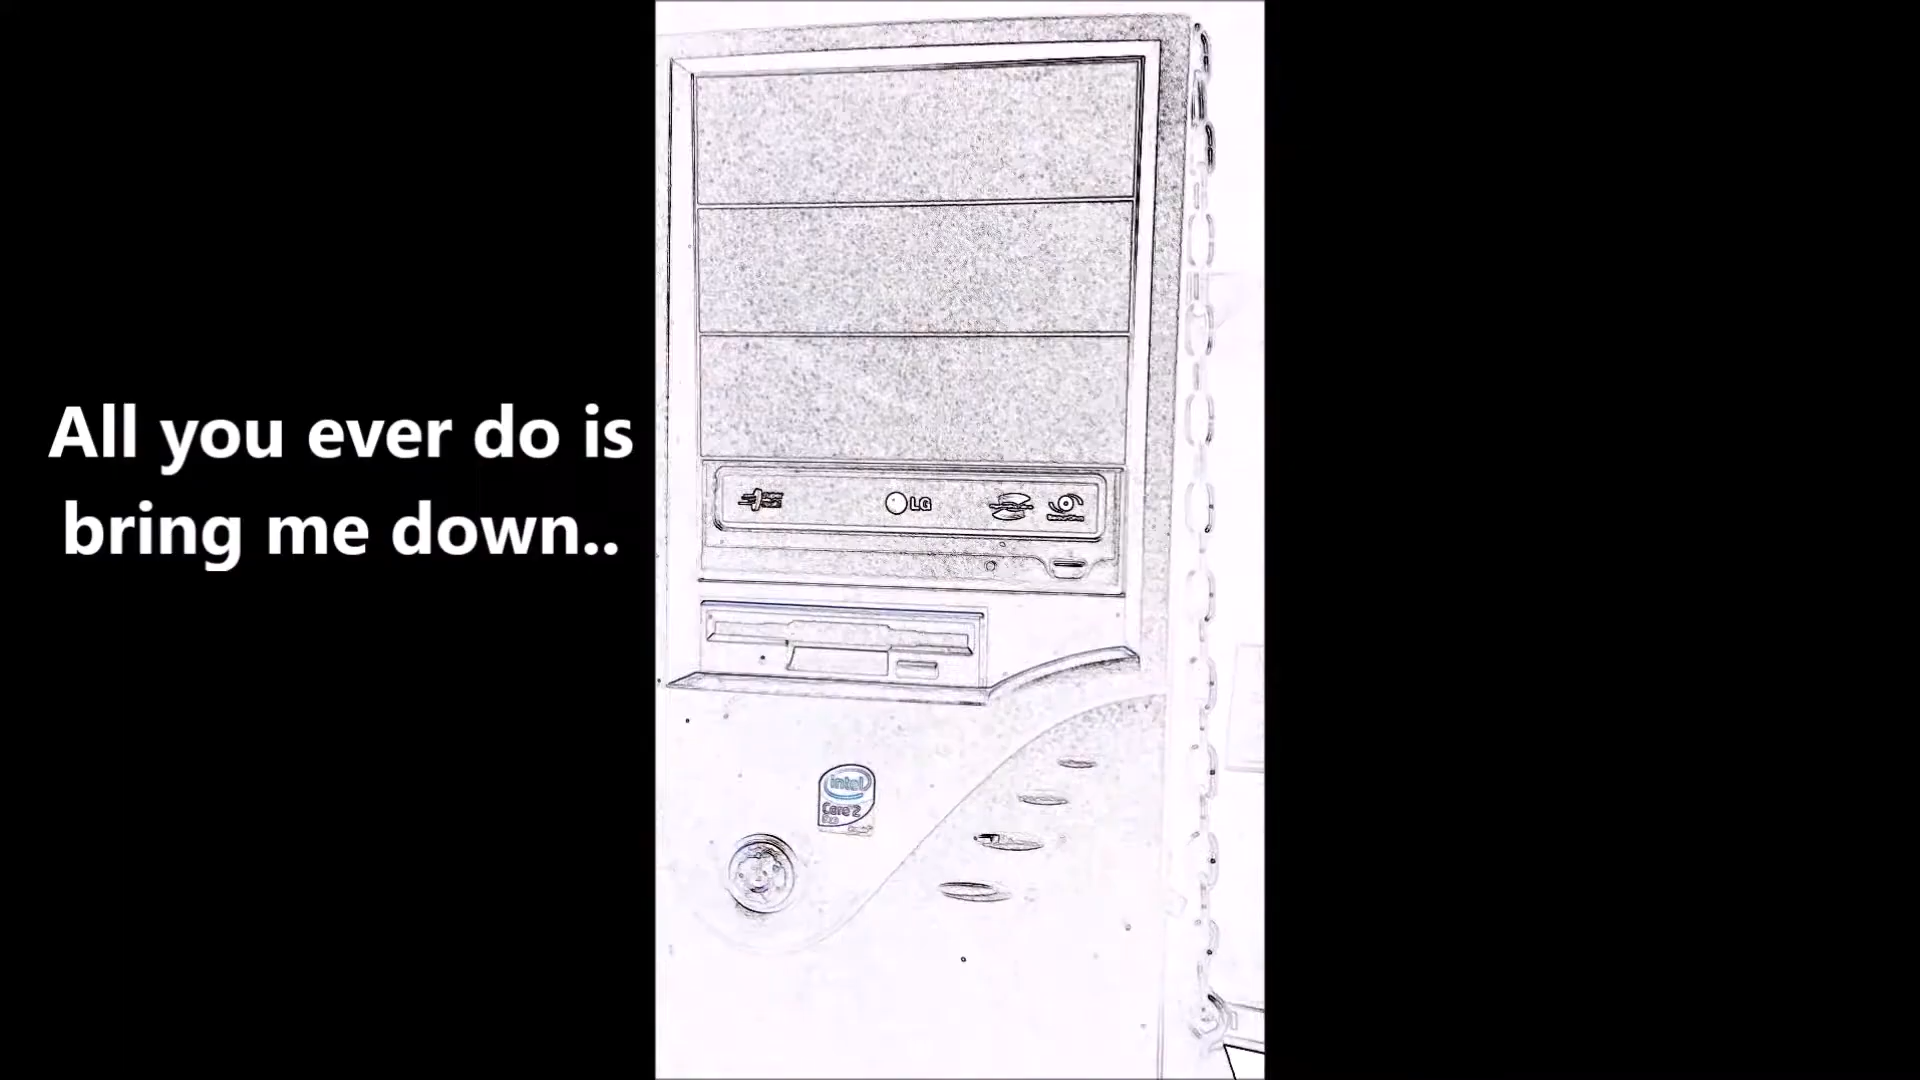 All you ever do is
bring me down..
LG
intel
Core 2